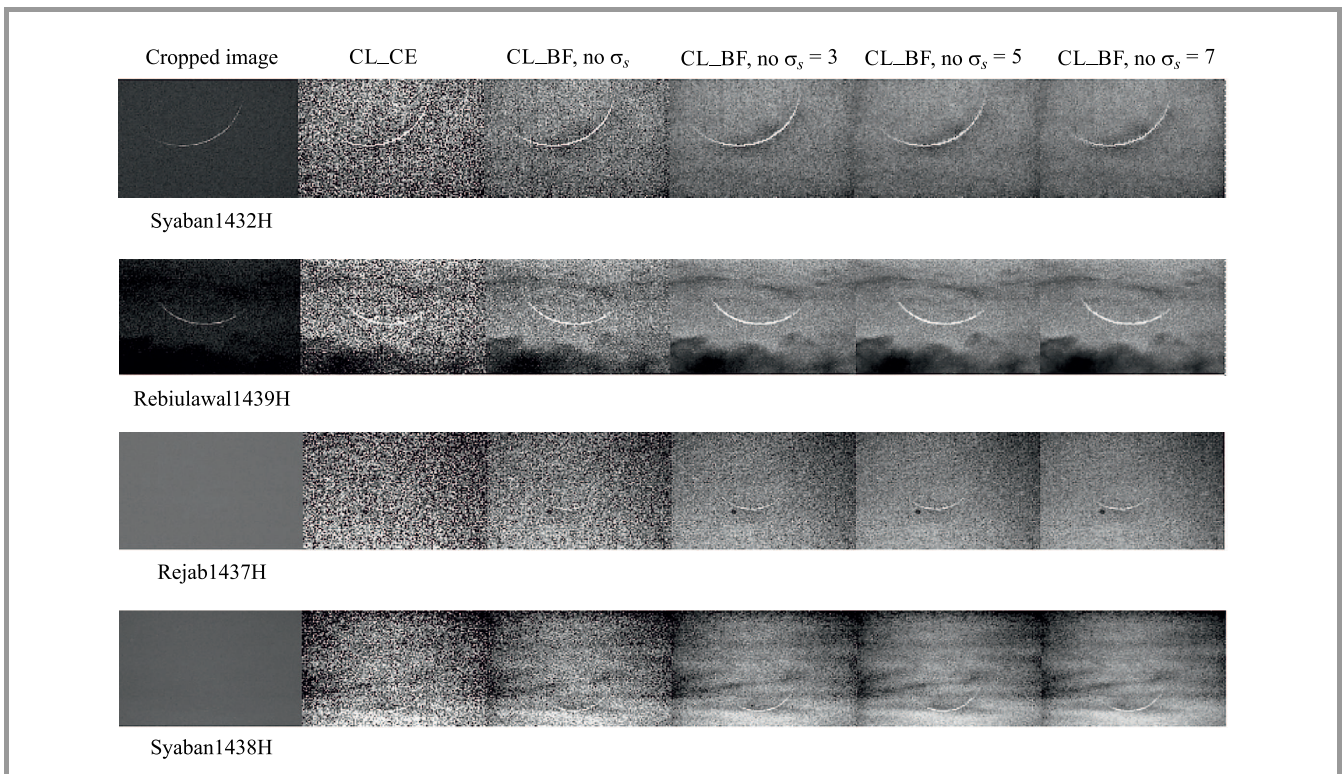 Cropped image CL_CE CL_BF, no σs CL_BF, no σs = 3 CL_BF, no σs = 5 CL_BF, no σs = 7
Syaban1432H
Rebiulawal1439H
Rejab1437H
Syaban1438H